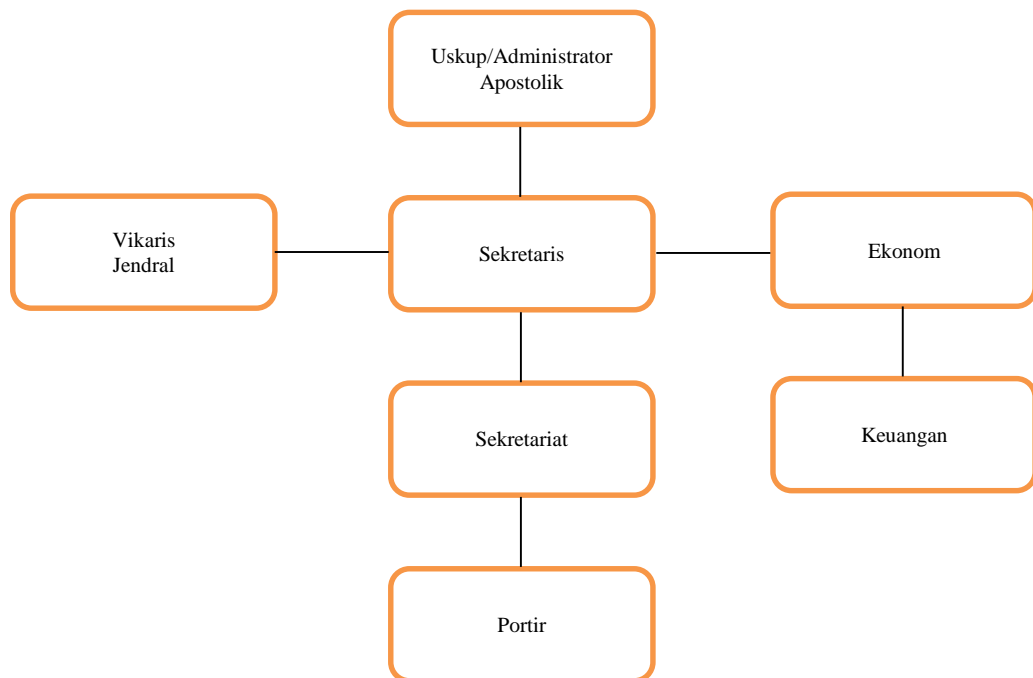 Uskup/Administrator
Apostolik
Vikaris
Jendral
Sekretaris
Ekonom
Sekretariat
Keuangan
Portir